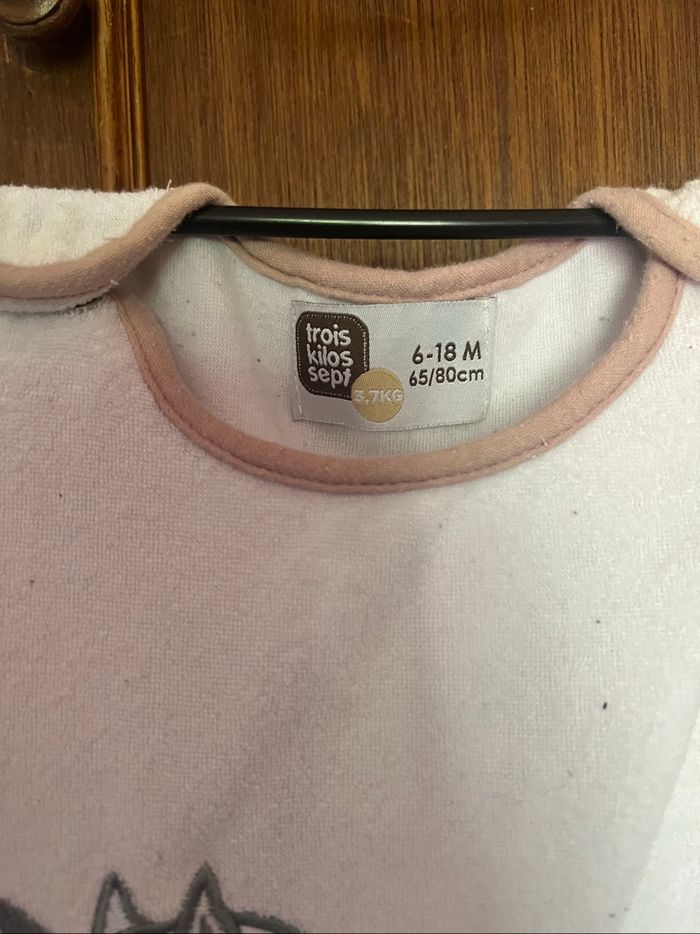 trois
kilos
sept
3,7KG
6-18 M
65/80cm